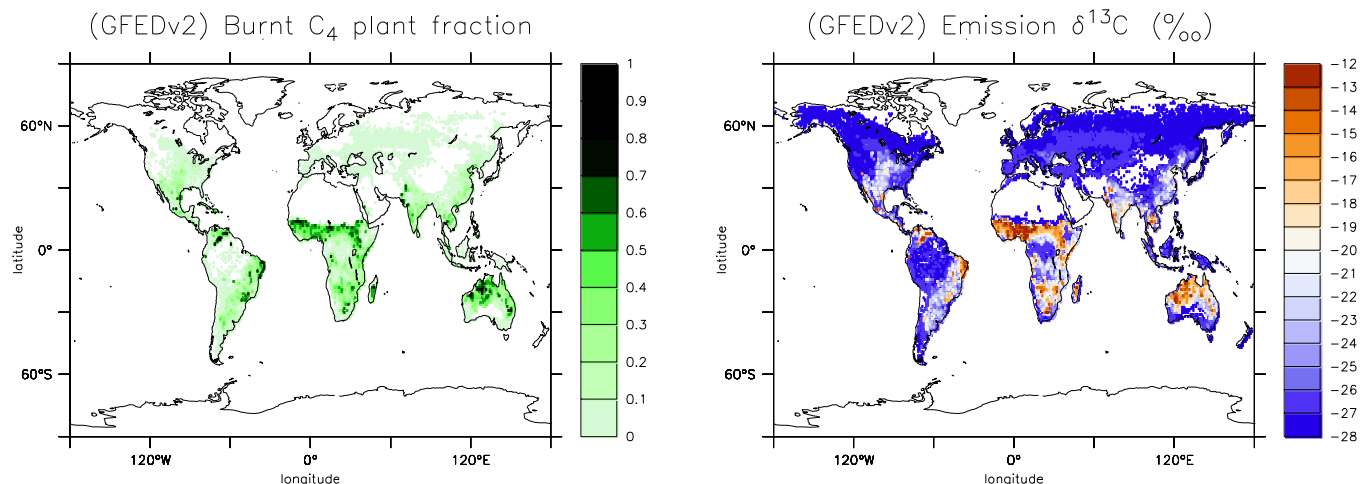 (GFEDv2) Burnt C₄ plant fraction
60°N
0°
60°S
latitude
120°W
0°
120°E
longitude
1
0.9
0.8
0.7
0.6
0.5
0.4
0.3
0.2
0.1
0
(GFEDv2) Emission δ¹³C (‰)
60°N
0°
60°S
latitude
120°W
0°
120°E
longitude
-12
-13
-14
-15
-16
-17
-18
-19
-20
-21
-22
-23
-24
-25
-26
-27
-28